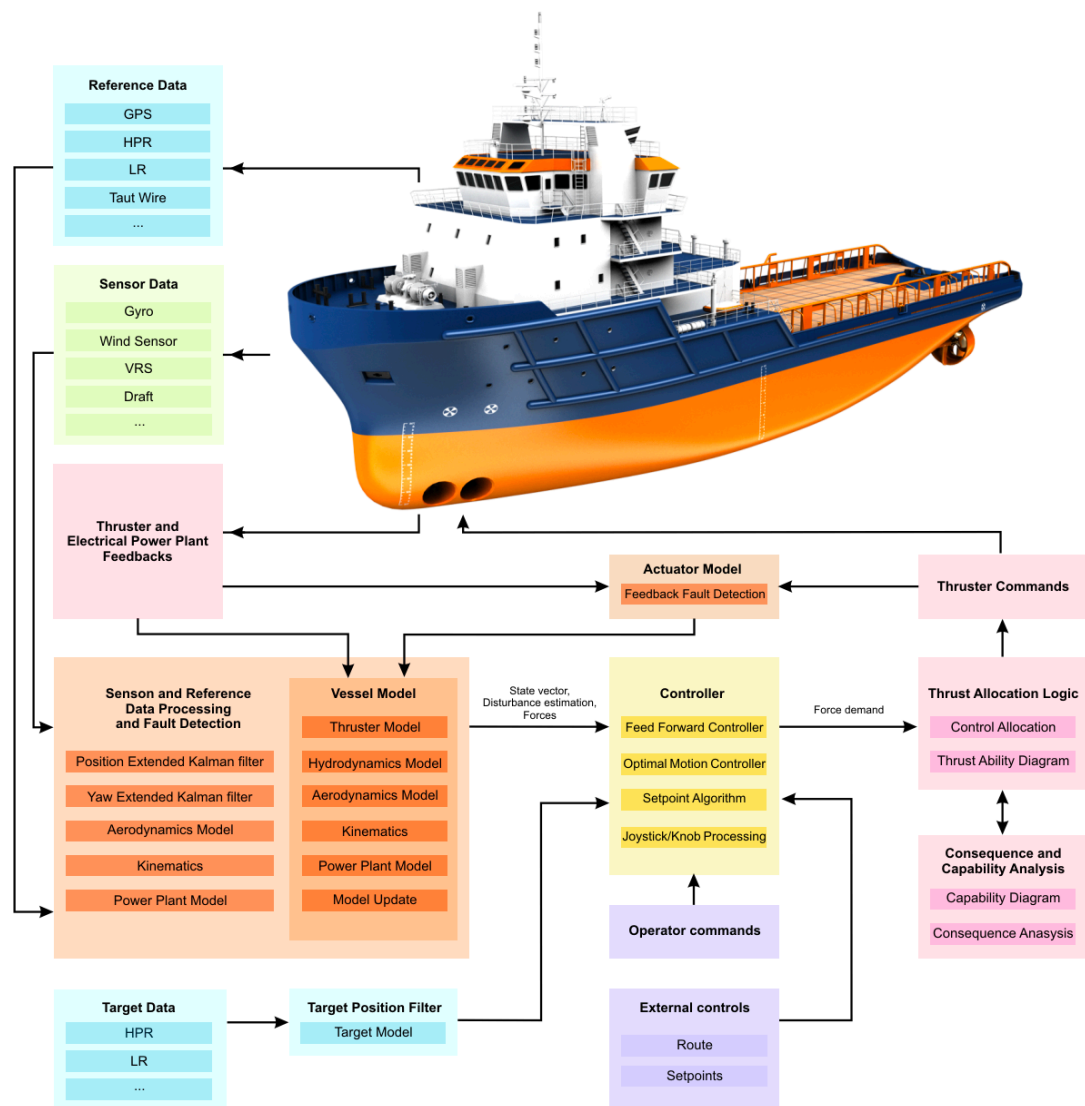 Reference Data
GPS
HPR
LR
Taut Wire
...
Sensor Data
Gyro
Wind Sensor
VRS
Draft
...
Thruster and
Electrical Power Plant
Feedbacks
Actuator Model
Feedback Fault Detection
Thruster Commands
Senson and Reference
Data Processing
and Fault Detection
Position Extended Kalman filter
Yaw Extended Kalman filter
Aerodynamics Model
Kinematics
Power Plant Model
Vessel Model
Thruster Model
Hydrodynamics Model
Aerodynamics Model
Kinematics
Power Plant Model
Model Update
State vector,
Disturbance estimation,
Forces
Controller
Feed Forward Controller
Optimal Motion Controller
Setpoint Algorithm
Joystick/Knob Processing
Force demand
Thrust Allocation Logic
Control Allocation
Thrust Ability Diagram
Consequence and
Capability Analysis
Capability Diagram
Consequence Anasysis
Operator commands
Target Data
HPR
LR
...
Target Position Filter
Target Model
External controls
Route
Setpoints